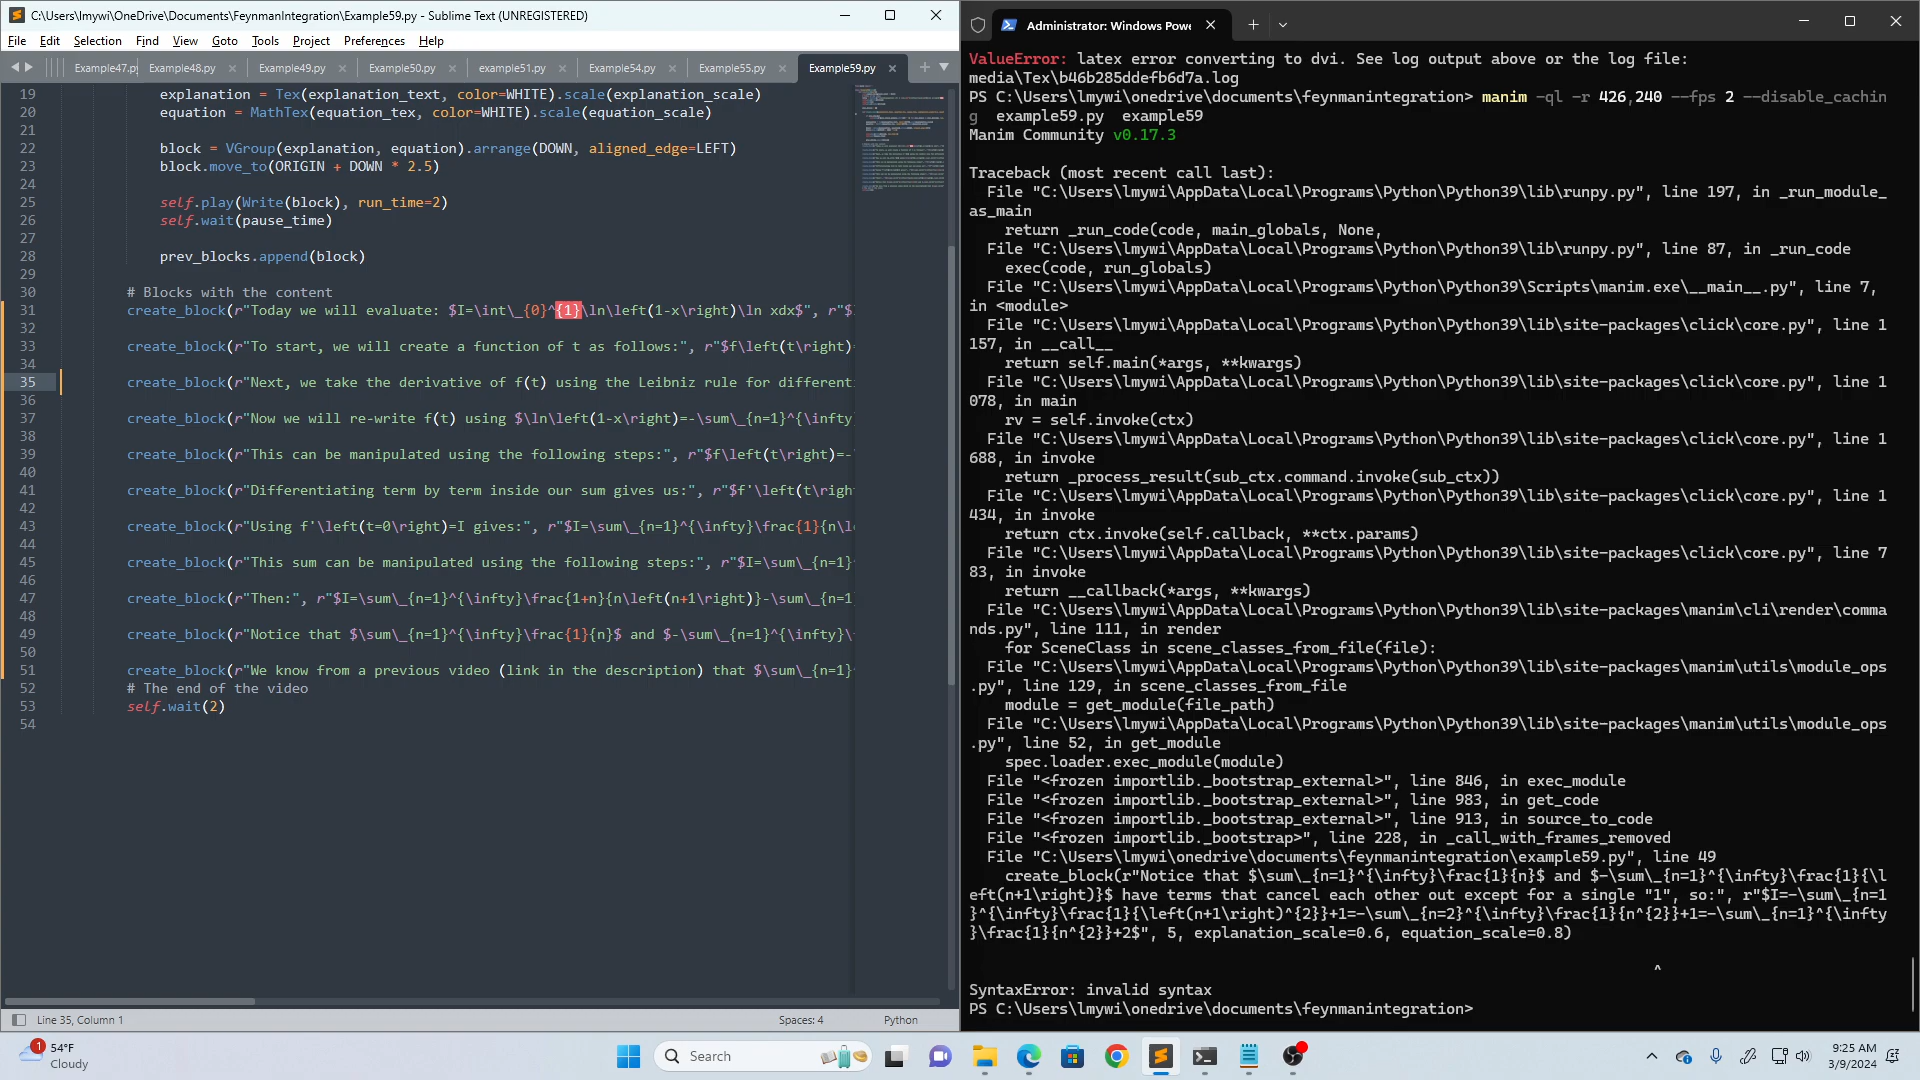 C:\Users\lmywi\OneDrive\Documents\FeynmanIntegration\Example59.py - Sublime Text (UNREGISTERED)
File Edit Selection Find View Goto Tools Project Preferences Help
Example47.py Example48.py Example49.py Example50.py example51.py Example54.py Example55.py Example59.py
19 explanation = Tex(explanation_text, color=WHITE).scale(explanation_scale)
20 equation = MathTex(equation_tex, color=WHITE).scale(equation_scale)
21
22 block = VGroup(explanation, equation).arrange(DOWN, aligned_edge=LEFT)
23 block.move_to(ORIGIN + DOWN * 2.5)
24
25 self.play(Write(block), run_time=2)
26 self.wait(pause_time)
27
28 prev_blocks.append(block)
29
30 # Blocks with the content
31 create_block(r"Today we will evaluate: $I=\int\_{0}^{1}\ln\left(1-x\right)\ln xdx$", r"$
32
33 create_block(r"To start, we will create a function of t as follows:", r"$f\left(t\right)=
34
35 create_block(r"Next, we take the derivative of f(t) using the Leibniz rule for differenti
36
37 create_block(r"Now we will re-write f(t) using $\ln\left(1-x\right)=-\sum\_{n=1}^{\infty
38
39 create_block(r"This can be manipulated using the following steps:", r"$f\left(t\right)=-
40
41 create_block(r"Differentiating term by term inside our sum gives us:", r"$f'\left(t\righ
42
43 create_block(r"Using f'\left(t=0\right)=I gives:", r"$I=\sum\_{n=1}^{\infty}\frac{1}{n\l
44
45 create_block(r"This sum can be manipulated using the following steps:", r"$I=\sum\_{n=1}
46
47 create_block(r"Then:", r"$I=\sum\_{n=1}^{\infty}\frac{1+n}{n\left(n+1\right)}-\sum\_{n=1
48
49 create_block(r"Notice that $\sum\_{n=1}^{\infty}\frac{1}{n}$ and $-\sum\_{n=1}^{\infty}\
50
51 create_block(r"We know from a previous video (link in the description) that $\sum\_{n=1}
52 # The end of the video
53 self.wait(2)
54
Line 35, Column 1 Spaces: 4 Python
Administrator: Windows Powe
ValueError: latex error converting to dvi. See log output above or the log file:
media\Tex\b46b285ddefb6d7a.log
PS C:\Users\lmywi\onedrive\documents\feynmanintegration> manim -ql -r 426,240 --fps 2 --disable_cachin
g example59.py example59
Manim Community v0.17.3
Traceback (most recent call last):
File "C:\Users\lmywi\AppData\Local\Programs\Python\Python39\lib\runpy.py", line 197, in _run_module_
as_main
return _run_code(code, main_globals, None,
File "C:\Users\lmywi\AppData\Local\Programs\Python\Python39\lib\runpy.py", line 87, in _run_code
exec(code, run_globals)
File "C:\Users\lmywi\AppData\Local\Programs\Python\Python39\Scripts\manim.exe\__main__.py", line 7,
in <module>
File "C:\Users\lmywi\AppData\Local\Programs\Python\Python39\lib\site-packages\click\core.py", line 1
157, in __call__
return self.main(*args, **kwargs)
File "C:\Users\lmywi\AppData\Local\Programs\Python\Python39\lib\site-packages\click\core.py", line 1
078, in main
rv = self.invoke(ctx)
File "C:\Users\lmywi\AppData\Local\Programs\Python\Python39\lib\site-packages\click\core.py", line 1
688, in invoke
return _process_result(sub_ctx.command.invoke(sub_ctx))
File "C:\Users\lmywi\AppData\Local\Programs\Python\Python39\lib\site-packages\click\core.py", line 1
434, in invoke
return ctx.invoke(self.callback, **ctx.params)
File "C:\Users\lmywi\AppData\Local\Programs\Python\Python39\lib\site-packages\click\core.py", line 7
83, in invoke
return __callback(*args, **kwargs)
File "C:\Users\lmywi\AppData\Local\Programs\Python\Python39\lib\site-packages\manim\cli\render\comma
nds.py", line 111, in render
for SceneClass in scene_classes_from_file(file):
File "C:\Users\lmywi\AppData\Local\Programs\Python\Python39\lib\site-packages\manim\utils\module_ops
.py", line 129, in scene_classes_from_file
module = get_module(file_path)
File "C:\Users\lmywi\AppData\Local\Programs\Python\Python39\lib\site-packages\manim\utils\module_ops
.py", line 52, in get_module
spec.loader.exec_module(module)
File "<frozen importlib._bootstrap_external>", line 846, in exec_module
File "<frozen importlib._bootstrap_external>", line 983, in get_code
File "<frozen importlib._bootstrap_external>", line 913, in source_to_code
File "<frozen importlib._bootstrap>", line 228, in _call_with_frames_removed
File "C:\Users\lmywi\onedrive\documents\feynmanintegration\example59.py", line 49
create_block(r"Notice that $\sum\_{n=1}^{\infty}\frac{1}{n}$ and $-\sum\_{n=1}^{\infty}\frac{1}{\l
eft(n+1\right)}$ have terms that cancel each other out except for a single "1", so:", r"$I=-\sum\_{n=1
}^{\infty}\frac{1}{\left(n+1\right)^{2}}+1=-\sum\_{n=2}^{\infty}\frac{1}{n^{2}}+1=-\sum\_{n=1}^{\infty
}\frac{1}{n^{2}}+2$", 5, explanation_scale=0.6, equation_scale=0.8)
^
SyntaxError: invalid syntax
PS C:\Users\lmywi\onedrive\documents\feynmanintegration>
1 54°F
Cloudy
Search
9:25 AM
3/9/2024